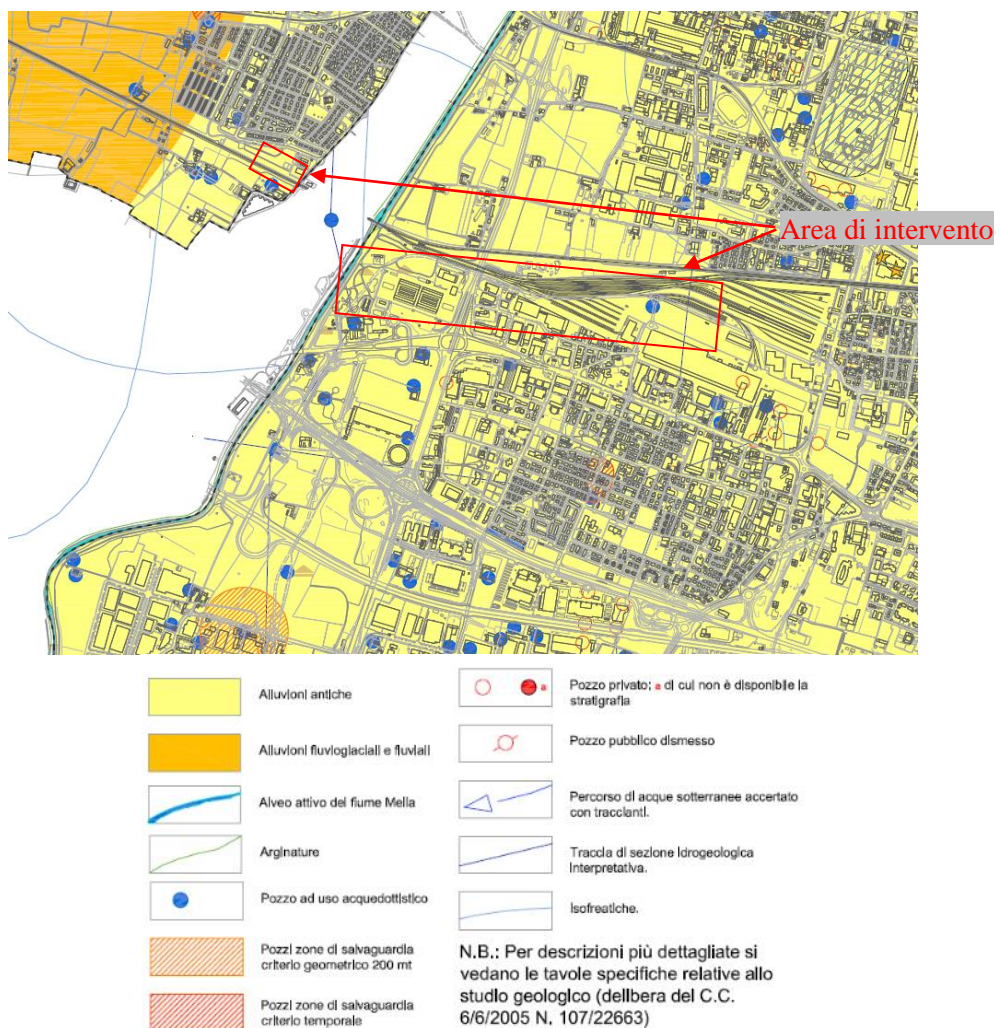 Area di intervento
Alluvioni antiche
Alluvioni fluvioglaciali e fluviali
Alveo attivo del fiume Mella
Arginature
Pozzo ad uso acquedottistico
Pozzi zone di salvaguardia
criterio geometrico 200 mt
Pozzi zone di salvaguardia
criterio temporale
a
Pozzo privato; a di cui non è disponibile la
stratigrafia
Pozzo pubblico dismesso
Percorso di acque sotterranee accertato
con traccianti.
Traccia di sezione idrogeologica
interpretativa.
Isofreatiche.
N.B.: Per descrizioni più dettagliate si
vedano le tavole specifiche relative allo
studio geologico (delibera del C.C.
6/6/2005 N. 107/22663)